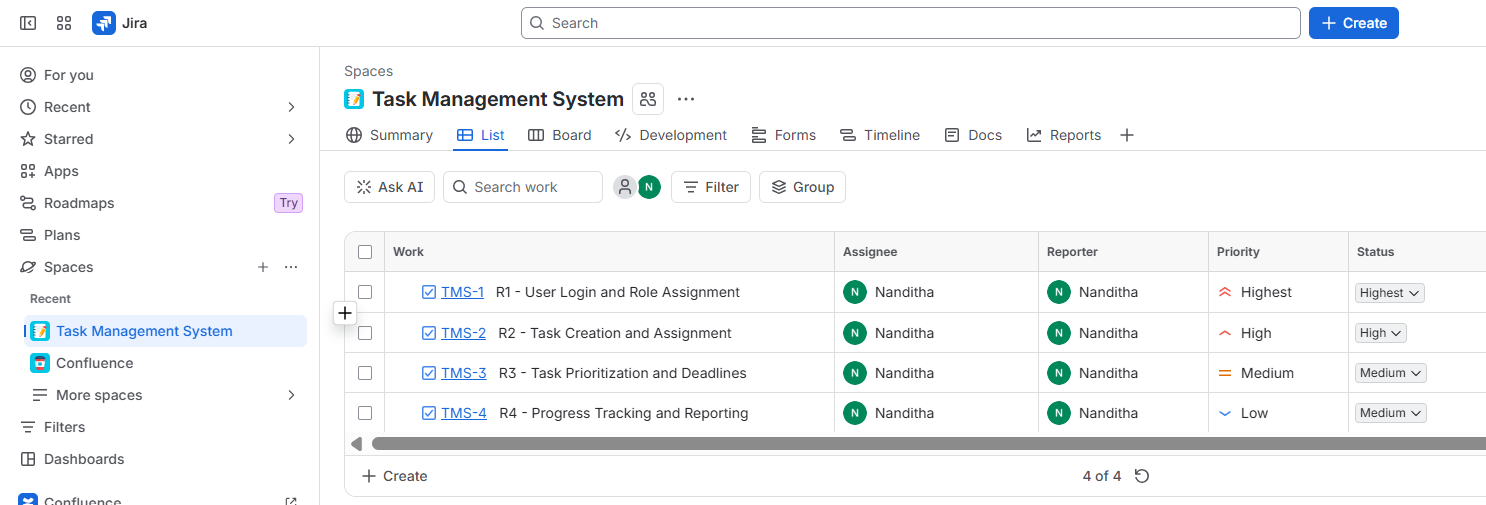 Jira
Search
Create
For you
Recent
Starred
Apps
Roadmaps Try
Plans
Spaces
Recent
Task Management System
Confluence
More spaces
Filters
Dashboards
Confluence
Spaces
Task Management System
Summary List Board Development Forms Timeline Docs Reports
Ask AI Search work N Filter Group
Work Assignee Reporter Priority Status
TMS-1 R1 - User Login and Role Assignment N Nanditha N Nanditha Highest Highest
TMS-2 R2 - Task Creation and Assignment N Nanditha N Nanditha High High
TMS-3 R3 - Task Prioritization and Deadlines N Nanditha N Nanditha Medium Medium
TMS-4 R4 - Progress Tracking and Reporting N Nanditha N Nanditha Low Medium
Create 4 of 4